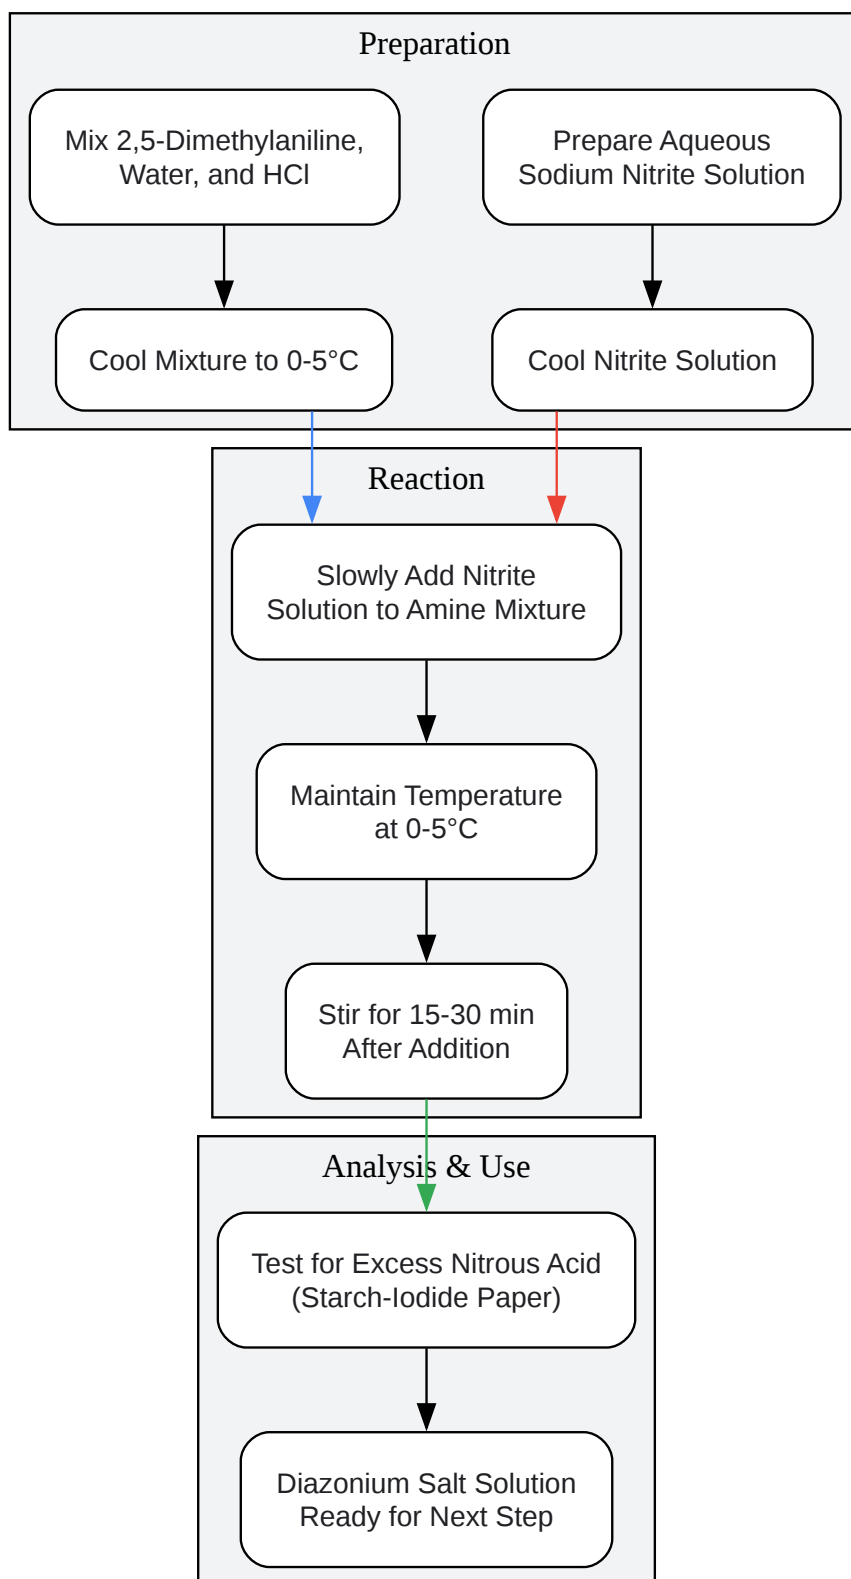 Preparation
Mix 2,5-Dimethylaniline,
Water, and HCl
Prepare Aqueous
Sodium Nitrite Solution
Cool Mixture to 0-5°C
Cool Nitrite Solution
Reaction
Slowly Add Nitrite
Solution to Amine Mixture
Maintain Temperature
at 0-5°C
Stir for 15-30 min
After Addition
Analysis & Use
Test for Excess Nitrous Acid
(Starch-Iodide Paper)
Diazonium Salt Solution
Ready for Next Step